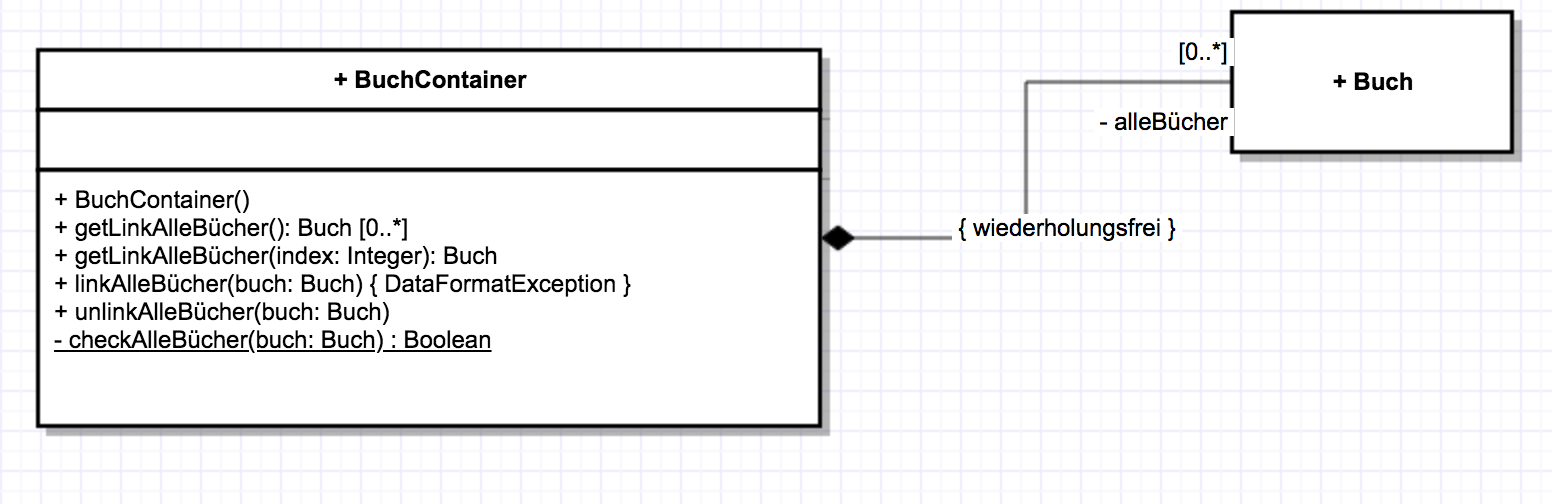 + BuchContainer
+ BuchContainer()
+ getLinkAlleBücher(): Buch [0..*]
+ getLinkAlleBücher(index: Integer): Buch
+ linkAlleBücher(buch: Buch) { DataFormatException }
+ unlinkAlleBücher(buch: Buch)
- checkAlleBücher(buch: Buch) : Boolean
{ wiederholungsfrei }
[0..*]
- alleBücher
+ Buch